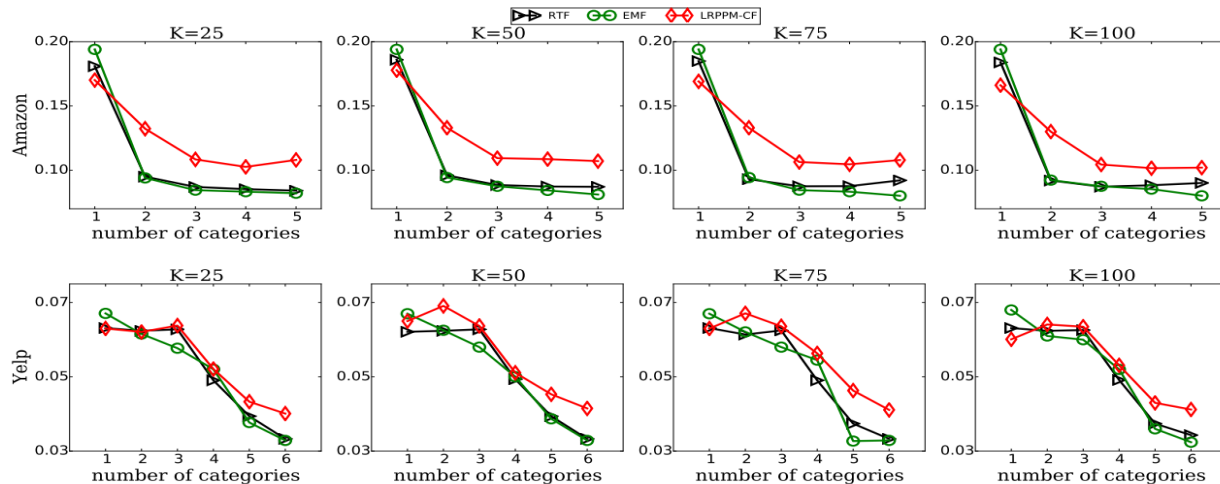 RTF EMF LRPPM-CF
K=25 K=50 K=75 K=100
Amazon
0.20 0.20 0.20 0.20
0.15 0.15 0.15 0.15
0.10 0.10 0.10 0.10
1 2 3 4 5 1 2 3 4 5 1 2 3 4 5 1 2 3 4 5
number of categories number of categories number of categories number of categories
K=25 K=50 K=75 K=100
Yelp
0.07 0.07 0.07 0.07
0.05 0.05 0.05 0.05
0.03 0.03 0.03 0.03
1 2 3 4 5 6 1 2 3 4 5 6 1 2 3 4 5 6 1 2 3 4 5 6
number of categories number of categories number of categories number of categories